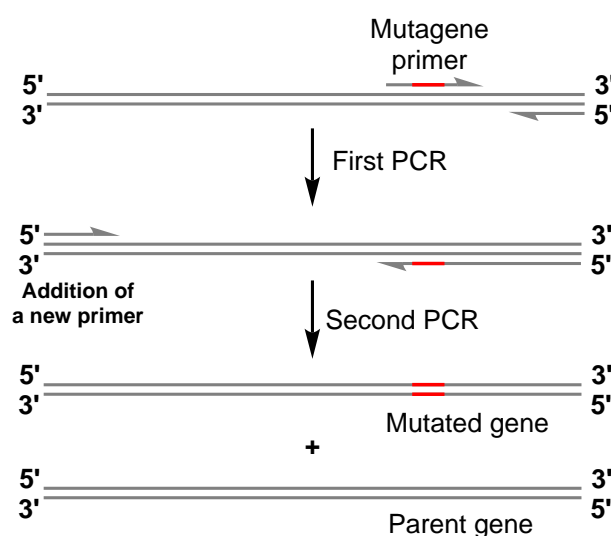 Mutagene
primer
5' 3'
3' 5'
First PCR
5' 3'
3' 5'
Addition of
a new primer
Second PCR
5' 3'
3' 5'
Mutated gene
+
5' 3'
3' 5'
Parent gene